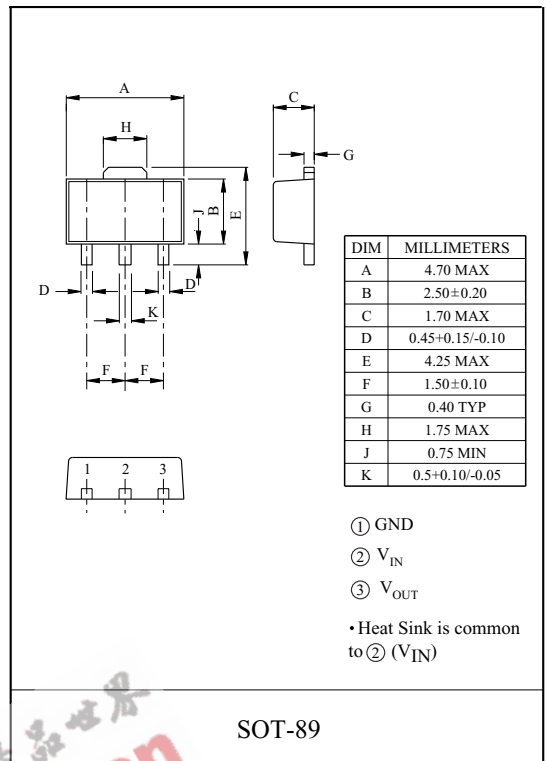 A
H
C
G
J
B
E
D
D
K
F
F
1 2 3
DIM MILLIMETERS
A 4.70 MAX
B 2.50±0.20
C 1.70 MAX
D 0.45+0.15/-0.10
E 4.25 MAX
F 1.50±0.10
G 0.40 TYP
H 1.75 MAX
J 0.75 MIN
K 0.5+0.10/-0.05
① GND
② VIN
③ VOUT
• Heat Sink is common
to ② (VIN)
SOT-89
品世界